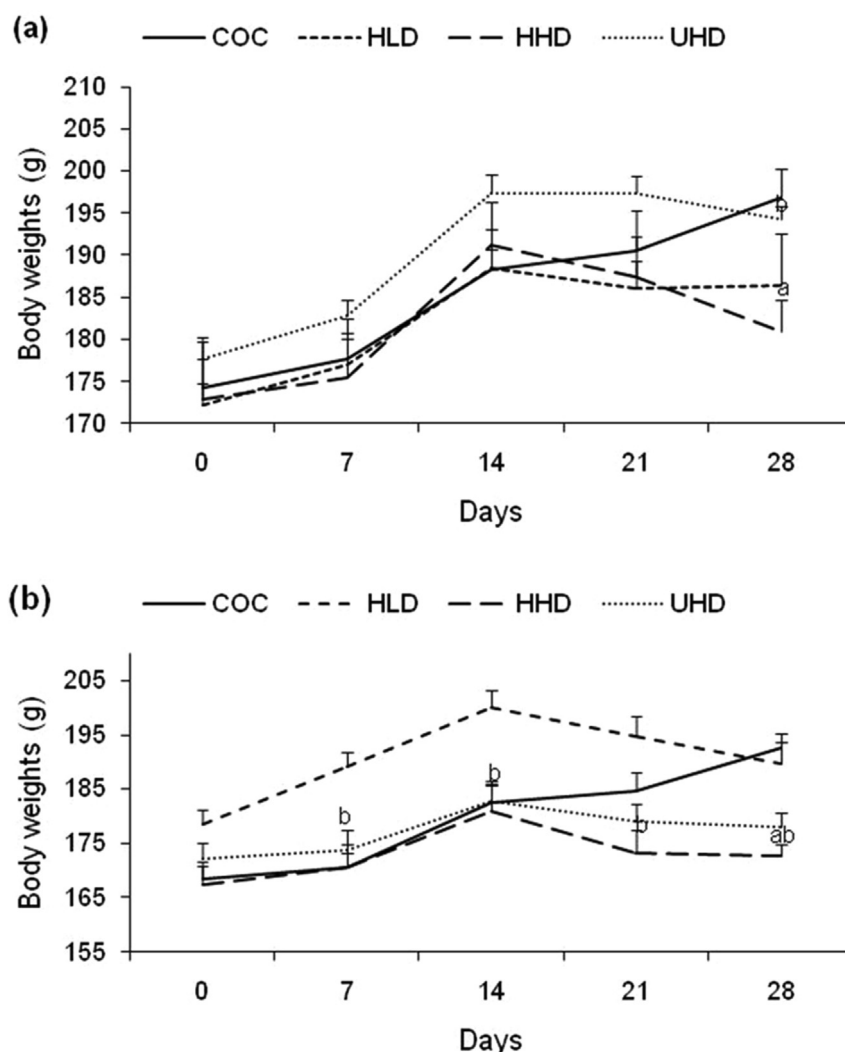 (a)
COC HLD HHD UHD
210
205
200
195
190
185
180
175
170
b
a
0 7 14 21 28
Body weights (g)
Days
(b)
COC HLD HHD UHD
205
195
185
175
165
155
b
b
b
ab
0 7 14 21 28
Body weights (g)
Days